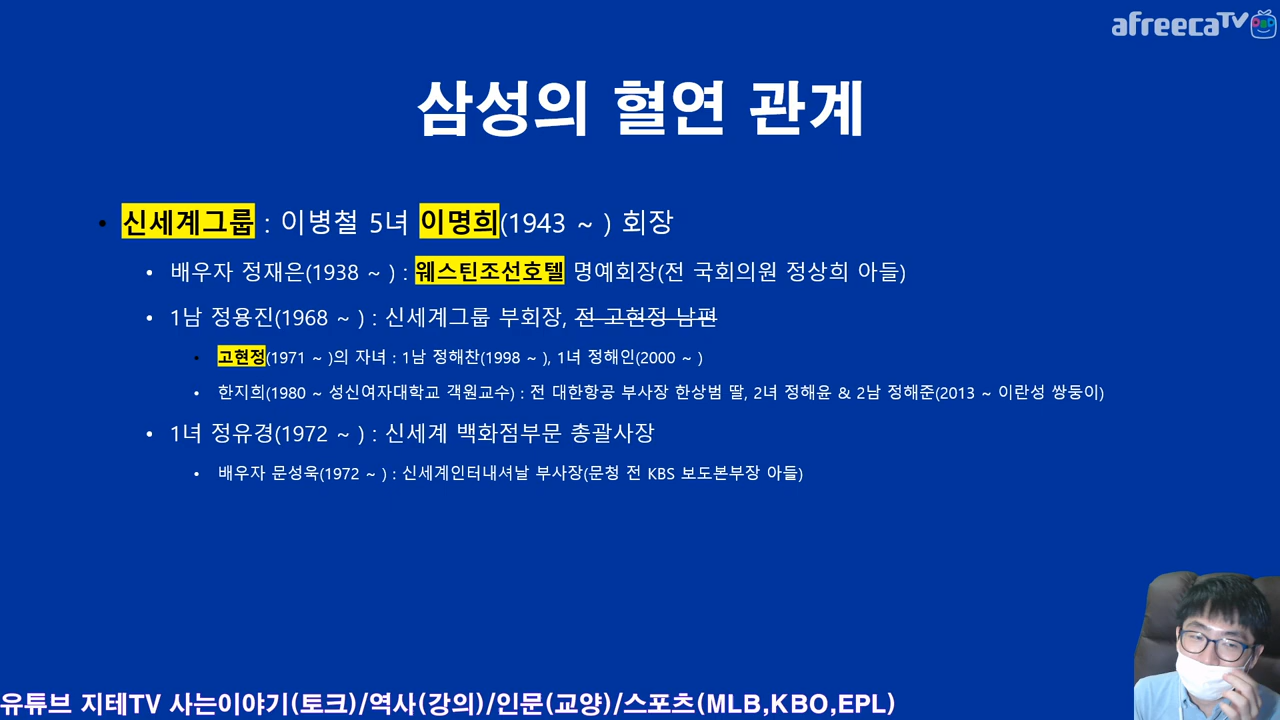 afreecaTV
삼성의 혈연 관계
• 신세계그룹 : 이병철 5녀 이명희(1943 ~ ) 회장
• 배우자 정재은(1938 ~ ) : 웨스틴조선호텔 명예회장(전 국회의원 정상희 아들)
• 1남 정용진(1968 ~ ) : 신세계그룹 부회장, 전 고현정 남편
• 고현정(1971 ~ )의 자녀 : 1남 정해찬(1998 ~ ), 1녀 정해인(2000 ~ )
• 한지희(1980 ~ 성신여자대학교 객원교수) : 전 대한항공 부사장 한상범 딸, 2녀 정해윤 & 2남 정해준(2013 ~ 이란성 쌍둥이)
• 1녀 정유경(1972 ~ ) : 신세계 백화점부문 총괄사장
• 배우자 문성욱(1972 ~ ) : 신세계인터내셔날 부사장(문청 전 KBS 보도본부장 아들)
유튜브 지테TV 사는이야기(토크)/역사(강의)/인문(교양)/스포츠(MLB,KBO,EPL)